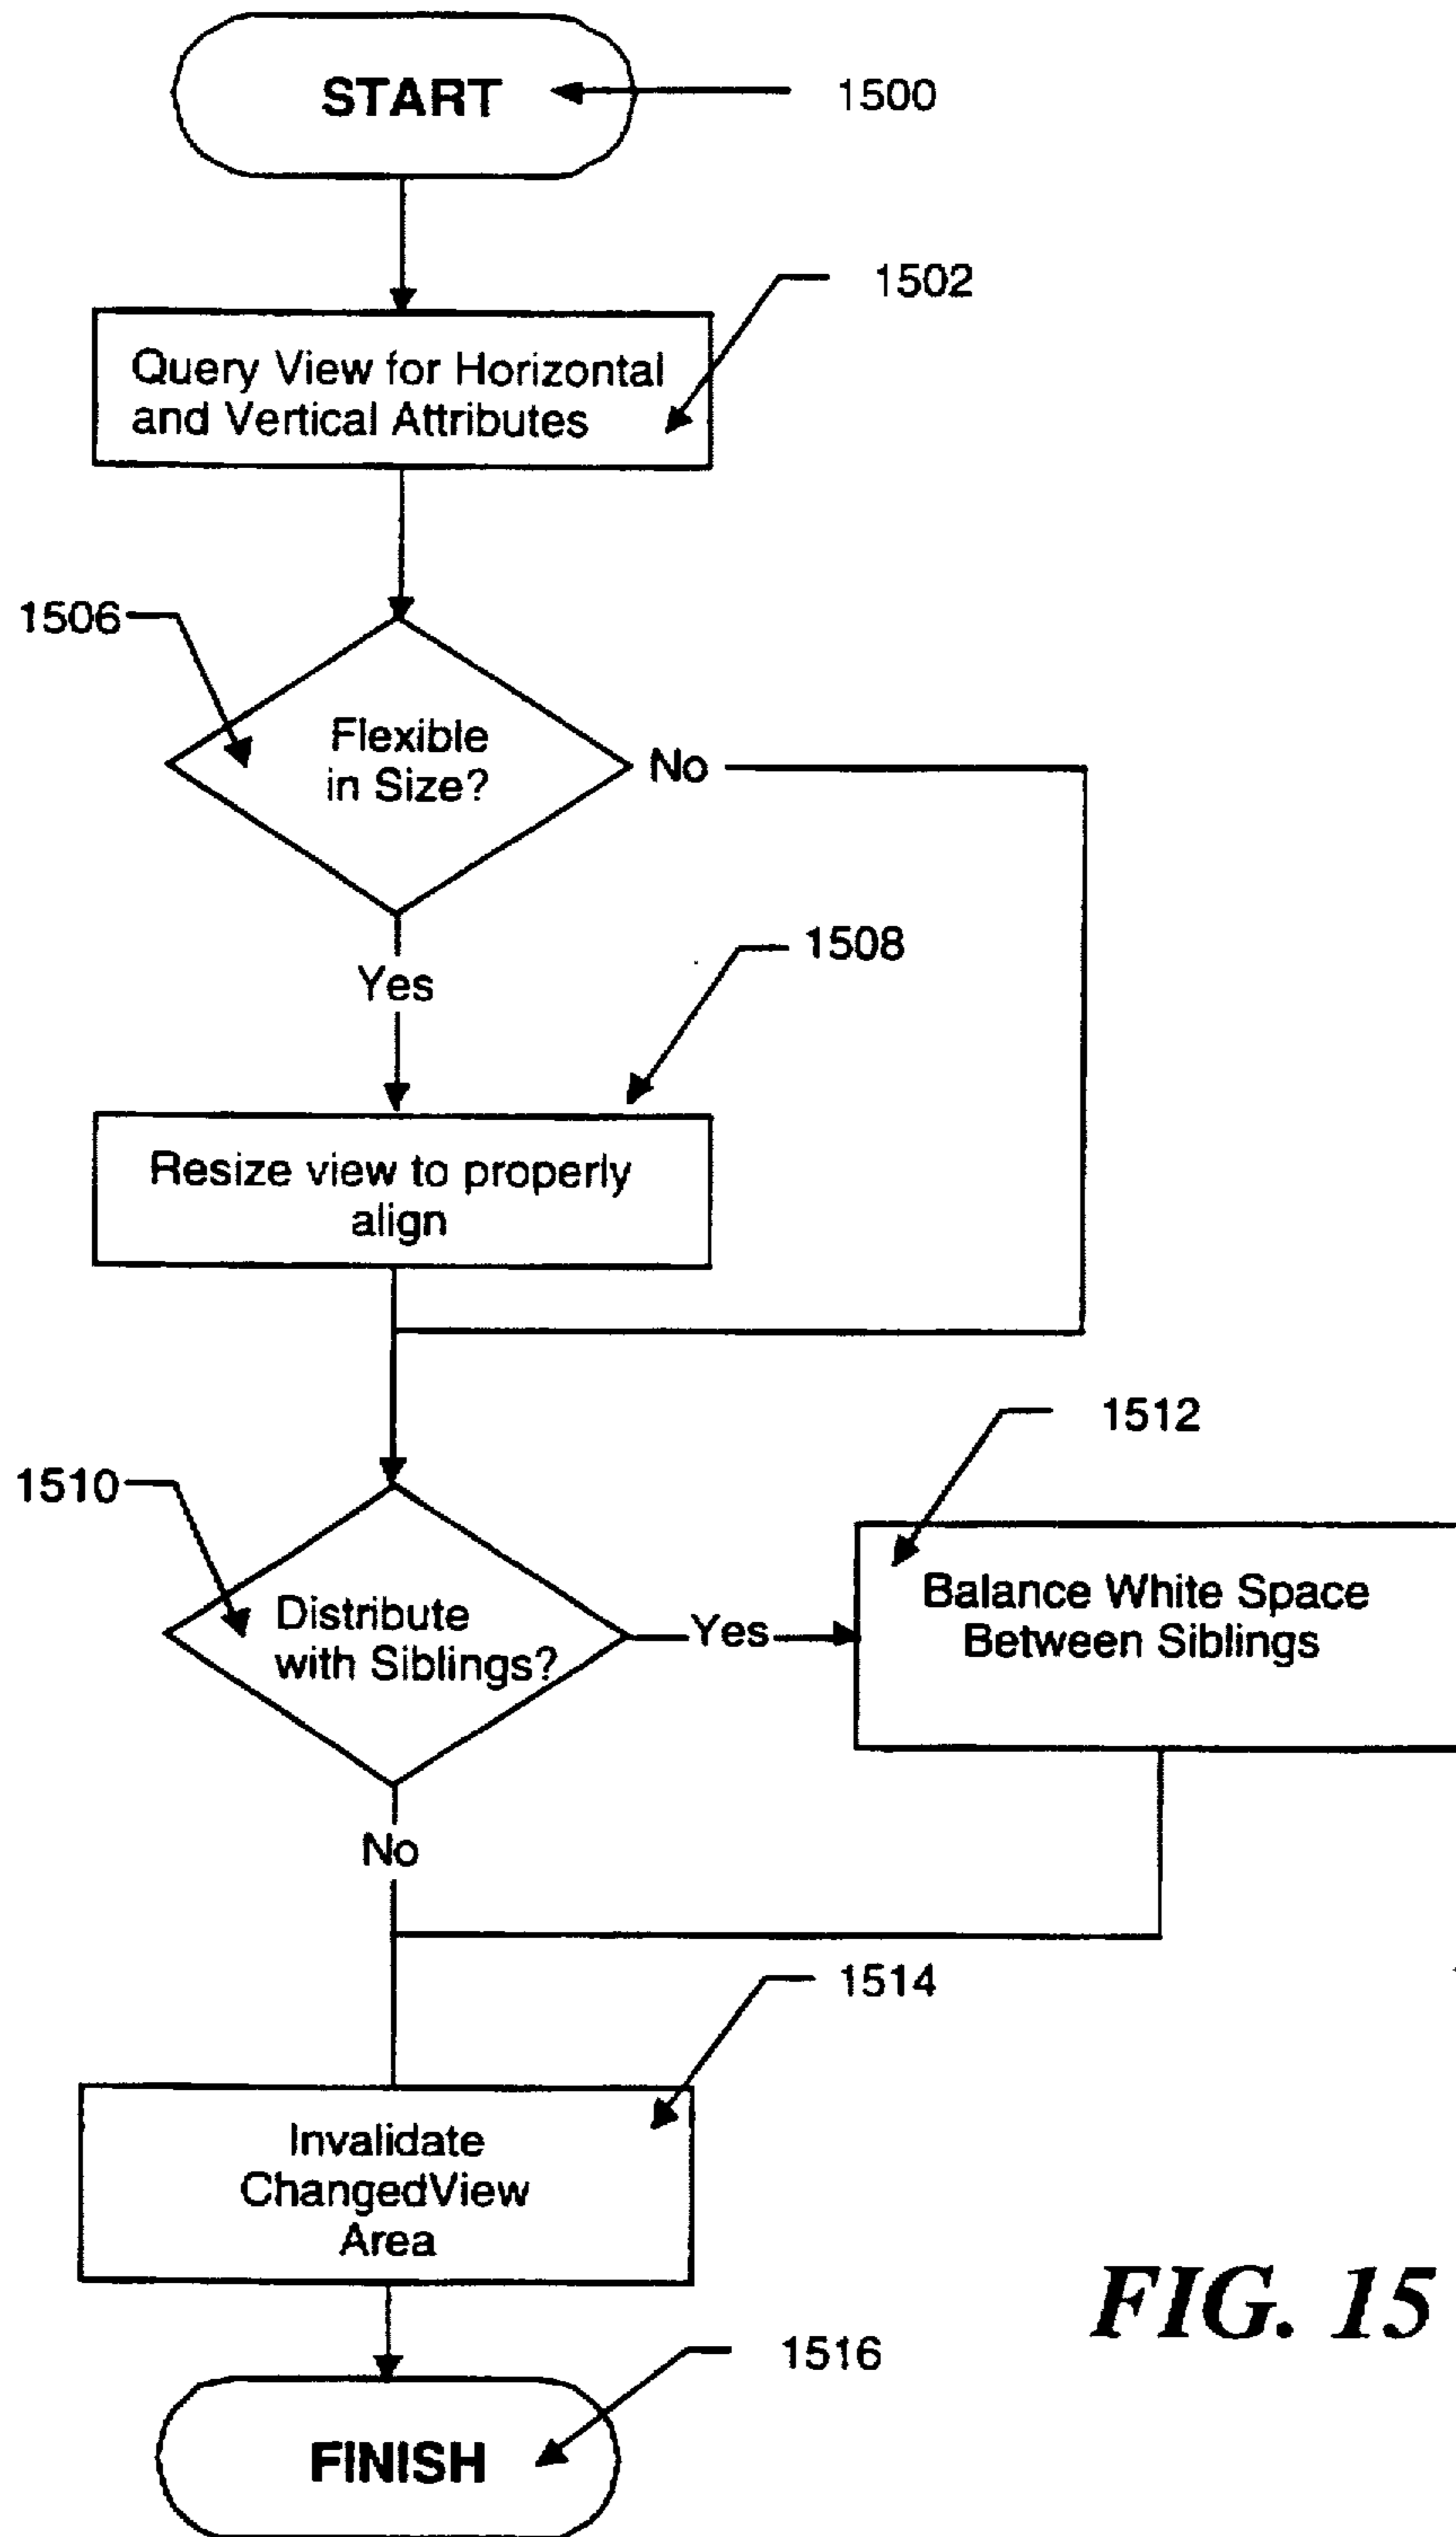 START
1500
1502
Query View for Horizontal
and Vertical Attributes
1506
Flexible
in Size?
No
Yes
1508
Resize view to properly
align
1510
Distribute
with Siblings?
Yes
1512
Balance White Space
Between Siblings
No
1514
Invalidate
ChangedView
Area
FIG. 15
1516
FINISH